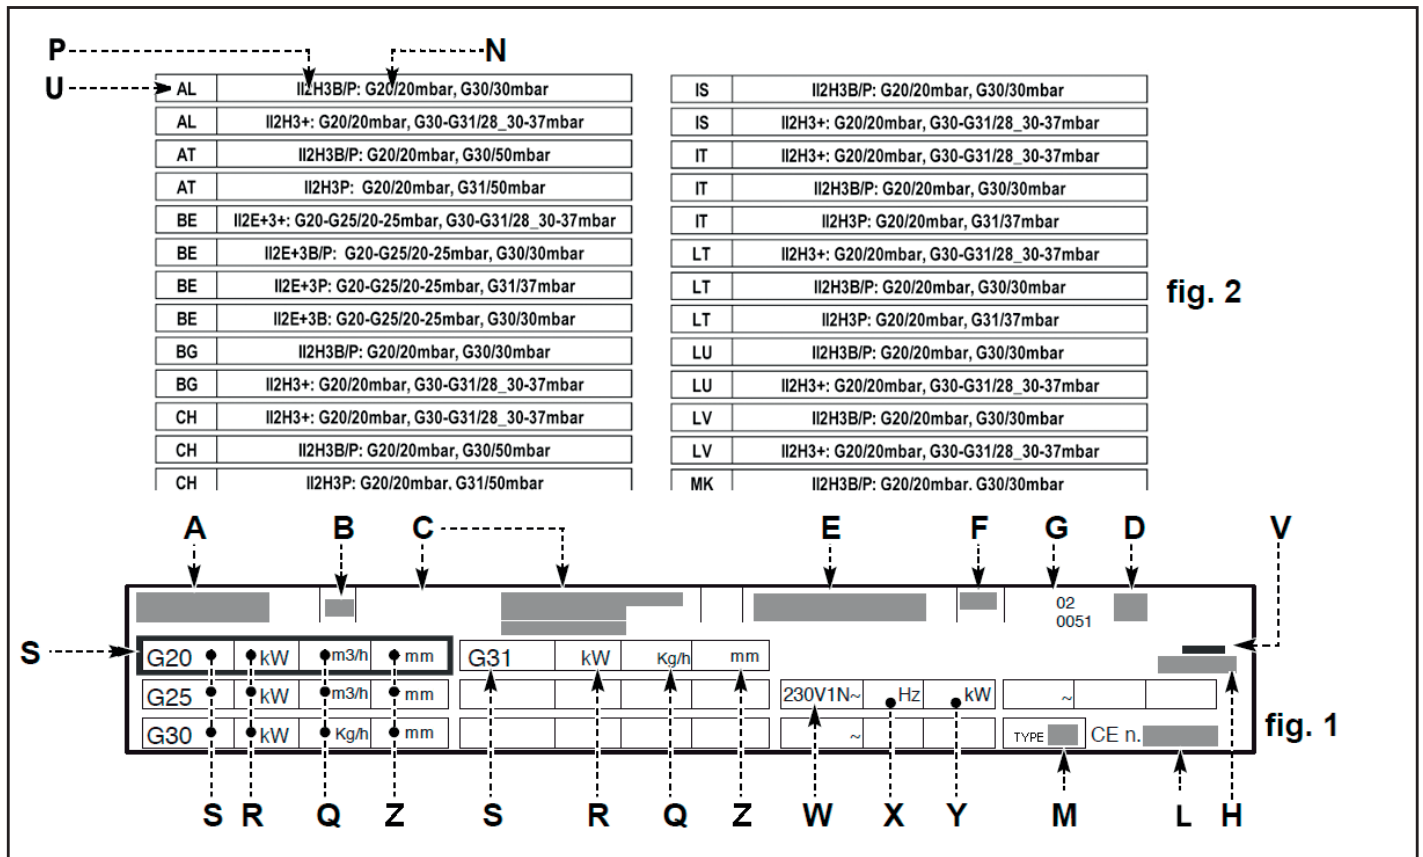 P N
U AL II2H3B/P: G20/20mbar, G30/30mbar IS II2H3B/P: G20/20mbar, G30/30mbar
AL II2H3+: G20/20mbar, G30-G31/28_30-37mbar IS II2H3+: G20/20mbar, G30-G31/28_30-37mbar
AT II2H3B/P: G20/20mbar, G30/50mbar IT II2H3+: G20/20mbar, G30-G31/28_30-37mbar
AT II2H3P: G20/20mbar, G31/50mbar IT II2H3B/P: G20/20mbar, G30/30mbar
BE II2E+3+: G20-G25/20-25mbar, G30-G31/28_30-37mbar IT II2H3P: G20/20mbar, G31/37mbar
BE II2E+3B/P: G20-G25/20-25mbar, G30/30mbar LT II2H3+: G20/20mbar, G30-G31/28_30-37mbar
BE II2E+3P: G20-G25/20-25mbar, G31/37mbar LT II2H3B/P: G20/20mbar, G30/30mbar fig. 2
BE II2E+3B: G20-G25/20-25mbar, G30/30mbar LT II2H3P: G20/20mbar, G31/37mbar
BG II2H3B/P: G20/20mbar, G30/30mbar LU II2H3B/P: G20/20mbar, G30/30mbar
BG II2H3+: G20/20mbar, G30-G31/28_30-37mbar LU II2H3+: G20/20mbar, G30-G31/28_30-37mbar
CH II2H3+: G20/20mbar, G30-G31/28_30-37mbar LV II2H3B/P: G20/20mbar, G30/30mbar
CH II2H3B/P: G20/20mbar, G30/50mbar LV II2H3+: G20/20mbar, G30-G31/28_30-37mbar
CH II2H3P: G20/20mbar, G31/50mbar MK II2H3B/P: G20/20mbar, G30/30mbar
A B C E F G D V
02
0051
S G20 kW m3/h mm G31 kW Kg/h mm
G25 kW m3/h mm 230V1N~ Hz kW ~
G30 kW Kg/h mm ~ TYPE CE n. fig. 1
S R Q Z S R Q Z W X Y M L H